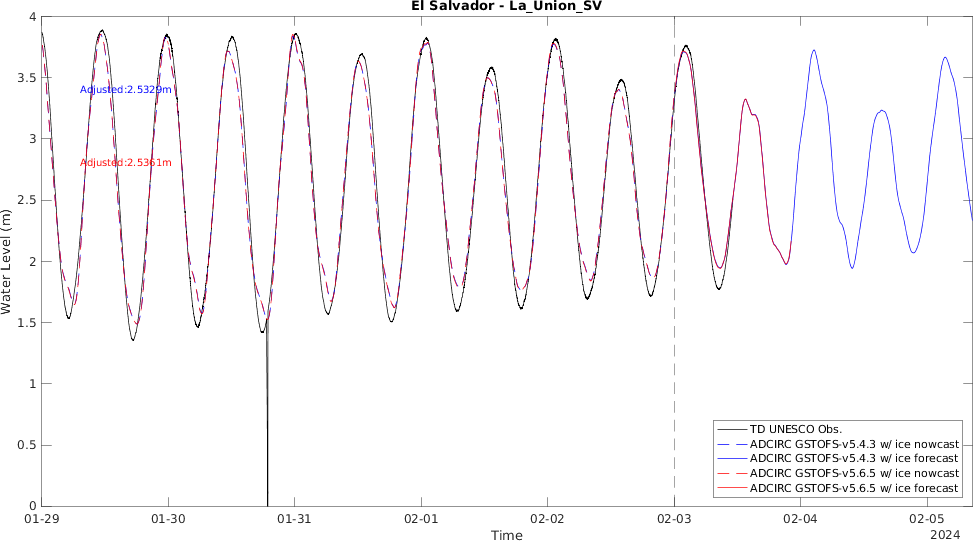 El Salvador - La_Union_SV
Water Level (m)
4
3.5
3
2.5
2
1.5
1
0.5
0
Adjusted:2.5329m
Adjusted:2.5361m
TD UNESCO Obs.
ADCIRC GSTOFS-v5.4.3 w/ ice nowcast
ADCIRC GSTOFS-v5.4.3 w/ ice forecast
ADCIRC GSTOFS-v5.6.5 w/ ice nowcast
ADCIRC GSTOFS-v5.6.5 w/ ice forecast
01-29 01-30 01-31 02-01 02-02 02-03 02-04 02-05
Time
2024